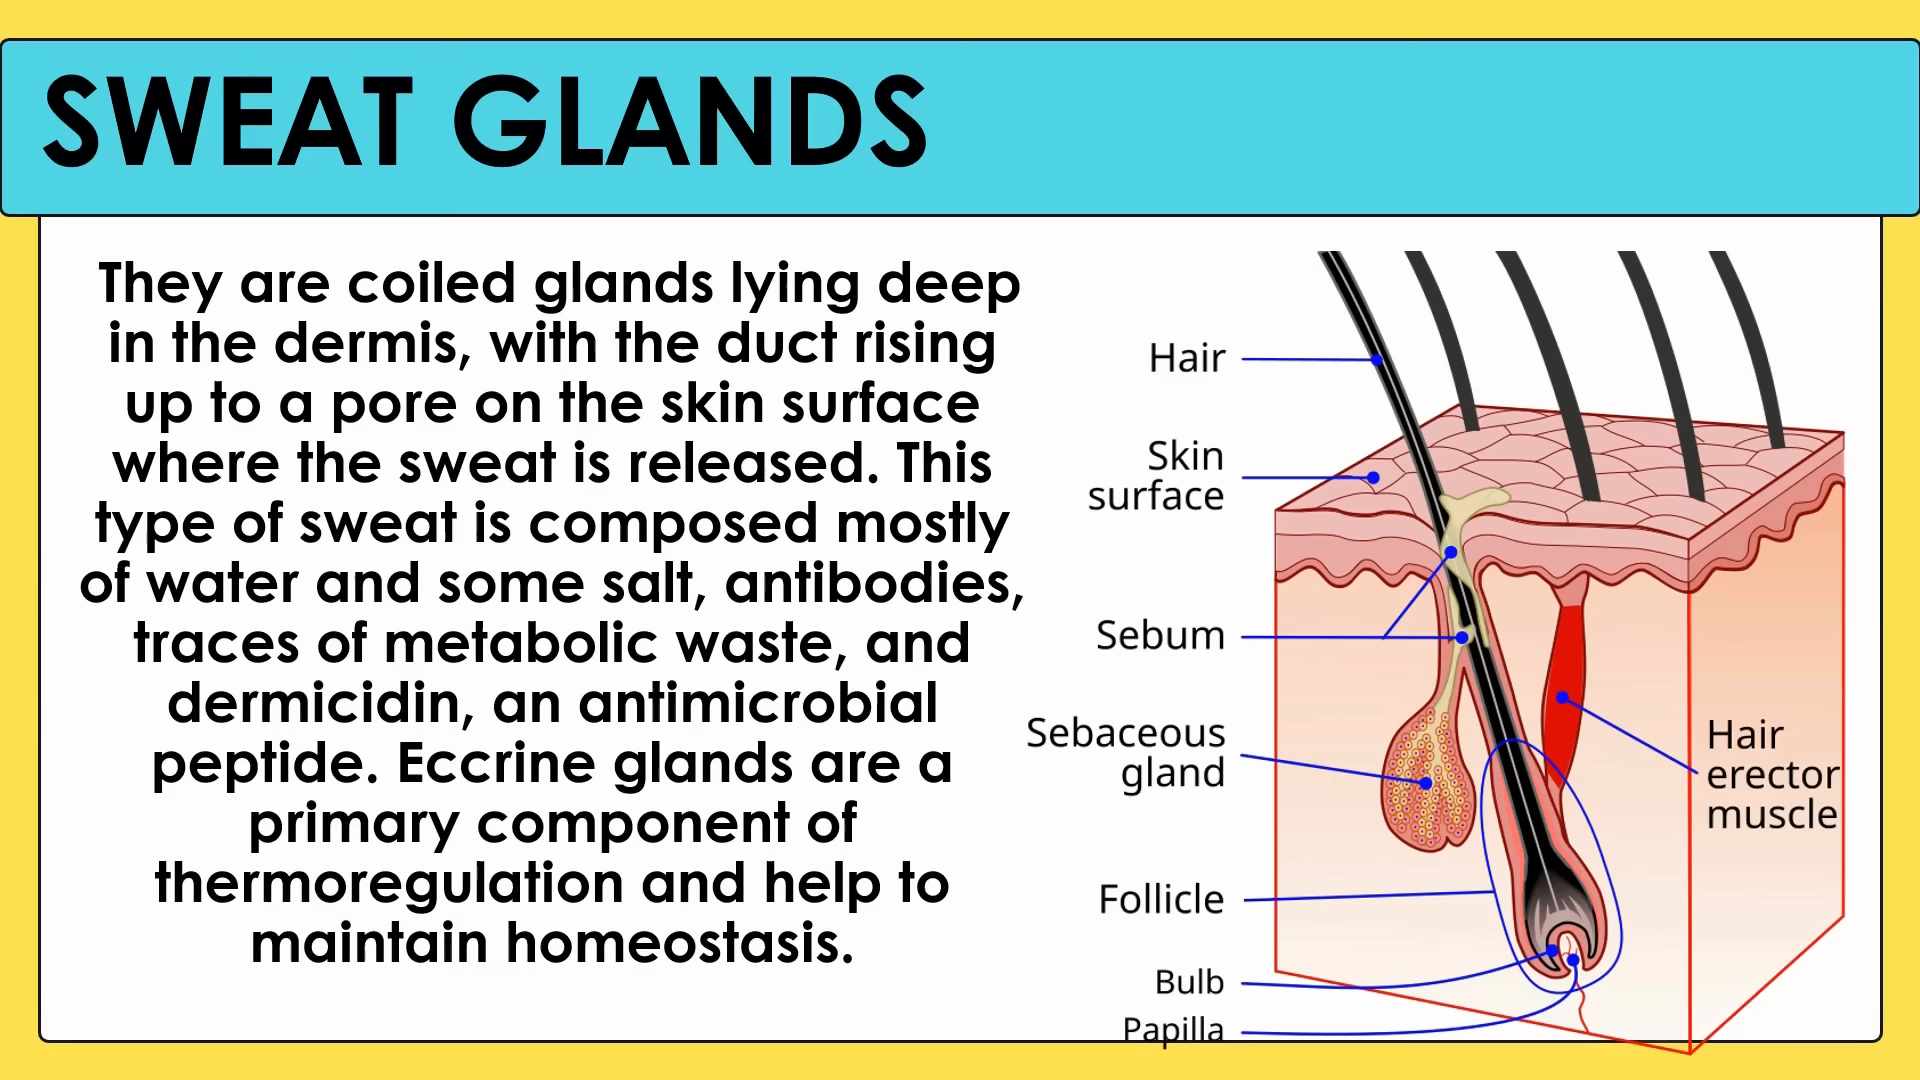 SWEAT GLANDS
They are coiled glands lying deep
in the dermis, with the duct rising
up to a pore on the skin surface
where the sweat is released. This
type of sweat is composed mostly
of water and some salt, antibodies,
traces of metabolic waste, and
dermicidin, an antimicrobial
peptide. Eccrine glands are a
primary component of
thermoregulation and help to
maintain homeostasis.
Hair
Skin
surface
Sebum
Sebaceous
gland
Hair
erector
muscle
Follicle
Bulb
Papilla